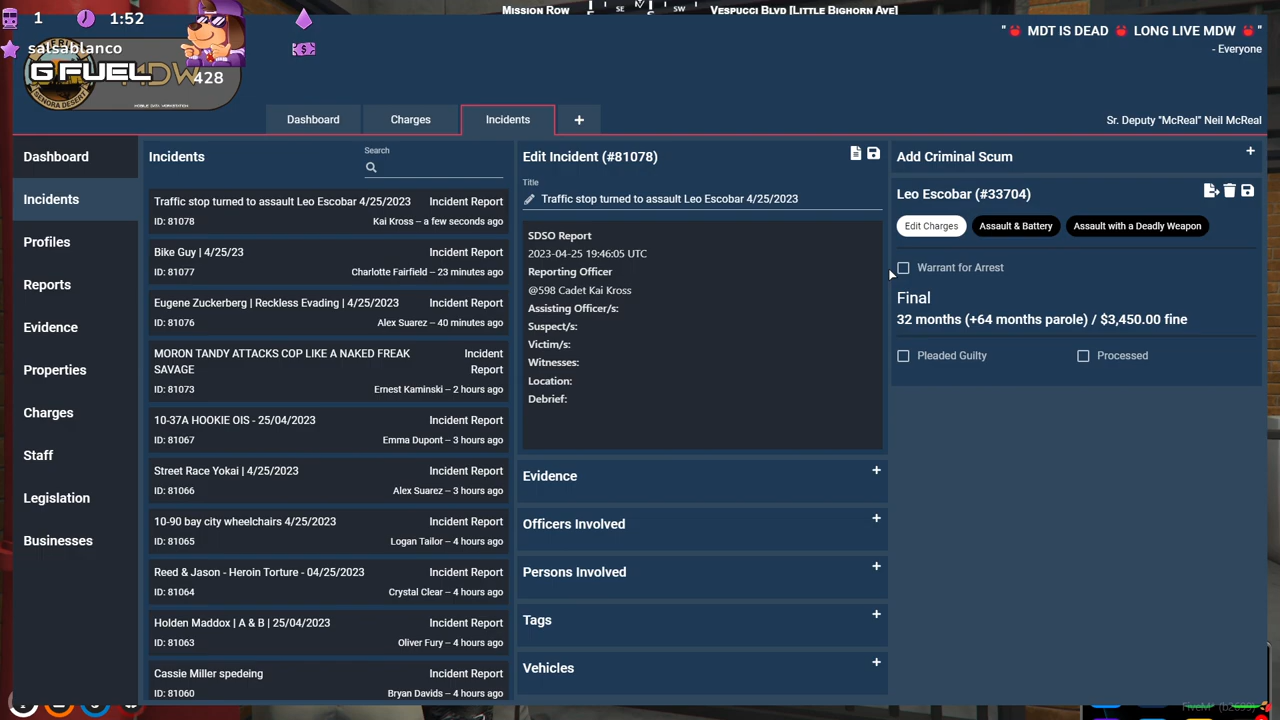 1
1:52
salsablanco
G FUEL
428
MDW
Mission Row
SE
SW
Vespucci Blvd [Little Bighorn Ave]
" MDT IS DEAD LONG LIVE MDW "
- Everyone
Dashboard
Charges
Incidents
+
Sr. Deputy "McReal" Neil McReal
Dashboard
Incidents
Profiles
Reports
Evidence
Properties
Charges
Staff
Legislation
Businesses
Incidents
Search
Traffic stop turned to assault Leo Escobar 4/25/2023 Incident Report
ID: 81078 Kai Kross – a few seconds ago
Bike Guy | 4/25/23 Incident Report
ID: 81077 Charlotte Fairfield – 23 minutes ago
Eugene Zuckerberg | Reckless Evading | 4/25/2023 Incident Report
ID: 81076 Alex Suarez – 40 minutes ago
MORON TANDY ATTACKS COP LIKE A NAKED FREAK Incident
SAVAGE Report
ID: 81073 Ernest Kaminski – 2 hours ago
10-37A HOOKIE OIS - 25/04/2023 Incident Report
ID: 81067 Emma Dupont – 3 hours ago
Street Race Yokai | 4/25/2023 Incident Report
ID: 81066 Alex Suarez – 3 hours ago
10-90 bay city wheelchairs 4/25/2023 Incident Report
ID: 81065 Logan Tailor – 4 hours ago
Reed & Jason - Heroin Torture - 04/25/2023 Incident Report
ID: 81064 Crystal Clear – 4 hours ago
Holden Maddox | A & B | 25/04/2023 Incident Report
ID: 81063 Oliver Fury – 4 hours ago
Cassie Miller spedeing Incident Report
ID: 81060 Bryan Davids – 4 hours ago
Edit Incident (#81078)
Title
Traffic stop turned to assault Leo Escobar 4/25/2023
SDSO Report
2023-04-25 19:46:05 UTC
Reporting Officer
@598 Cadet Kai Kross
Assisting Officer/s:
Suspect/s:
Victim/s:
Witnesses:
Location:
Debrief:
Evidence +
Officers Involved +
Persons Involved +
Tags +
Vehicles +
Add Criminal Scum +
Leo Escobar (#33704)
Edit Charges
Assault & Battery
Assault with a Deadly Weapon
Warrant for Arrest
Final
32 months (+64 months parole) / $3,450.00 fine
Pleaded Guilty
Processed